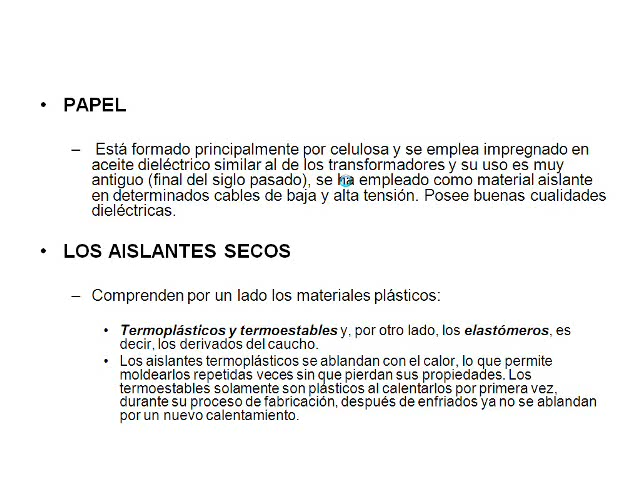 • PAPEL
– Está formado principalmente por celulosa y se emplea impregnado en
aceite dieléctrico similar al de los transformadores y su uso es muy
antiguo (final del siglo pasado), se ha empleado como material aislante
en determinados cables de baja y alta tensión. Posee buenas cualidades
dieléctricas.
• LOS AISLANTES SECOS
– Comprenden por un lado los materiales plásticos:
• Termoplásticos y termoestables y, por otro lado, los elastómeros, es
decir, los derivados del caucho.
• Los aislantes termoplásticos se ablandan con el calor, lo que permite
moldearlos repetidas veces sin que pierdan sus propiedades. Los
termoestables solamente son plásticos al calentarlos por primera vez,
durante su proceso de fabricación, después de enfriados ya no se ablandan
por un nuevo calentamiento.